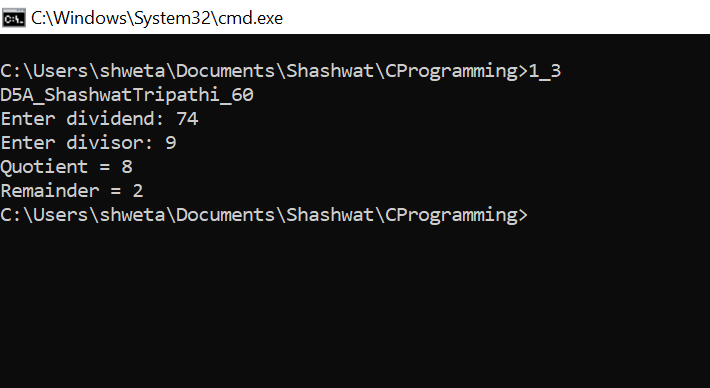 C:\Windows\System32\cmd.exe
C:\Users\shweta\Documents\Shashwat\CProgramming>1_3
D5A_ShashwatTripathi_60
Enter dividend: 74
Enter divisor: 9
Quotient = 8
Remainder = 2
C:\Users\shweta\Documents\Shashwat\CProgramming>